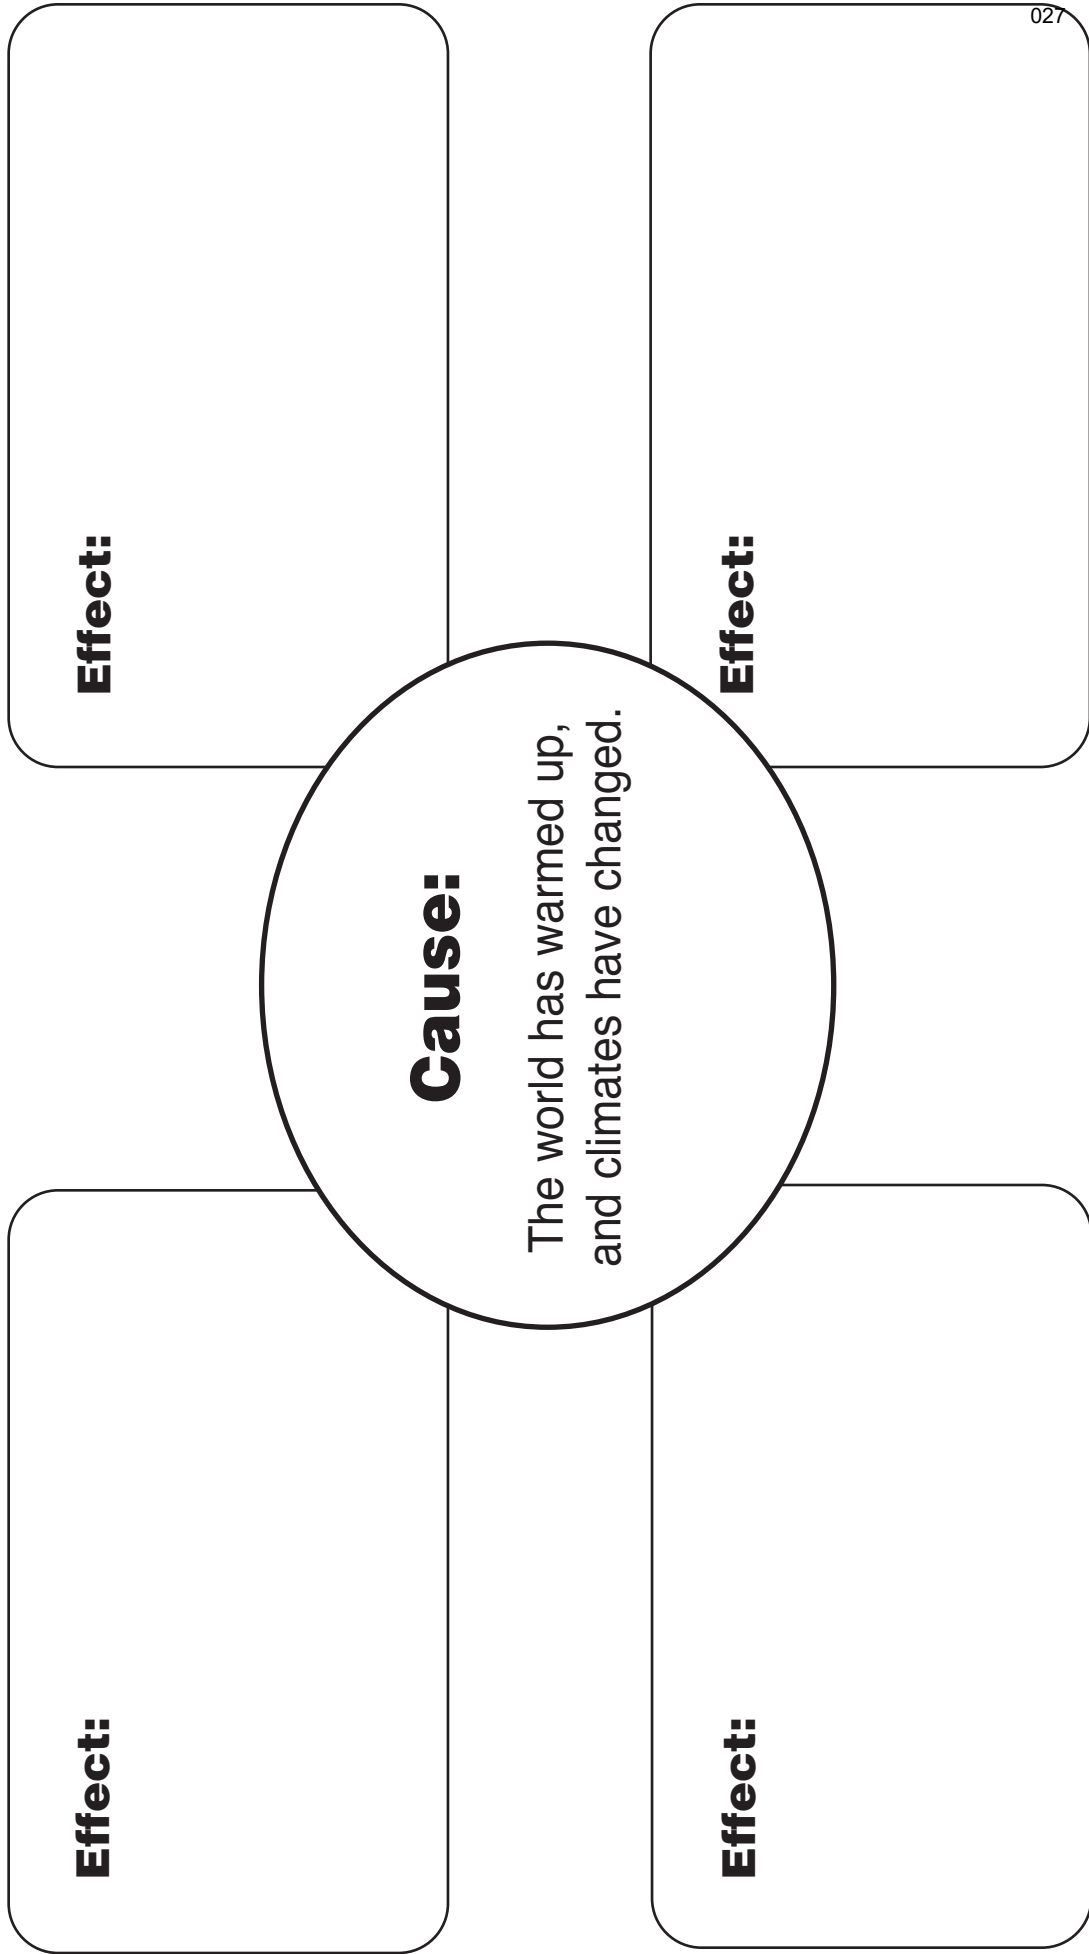 027
Effect:
Effect:
Cause:
The world has warmed up,
and climates have changed.
Effect:
Effect: